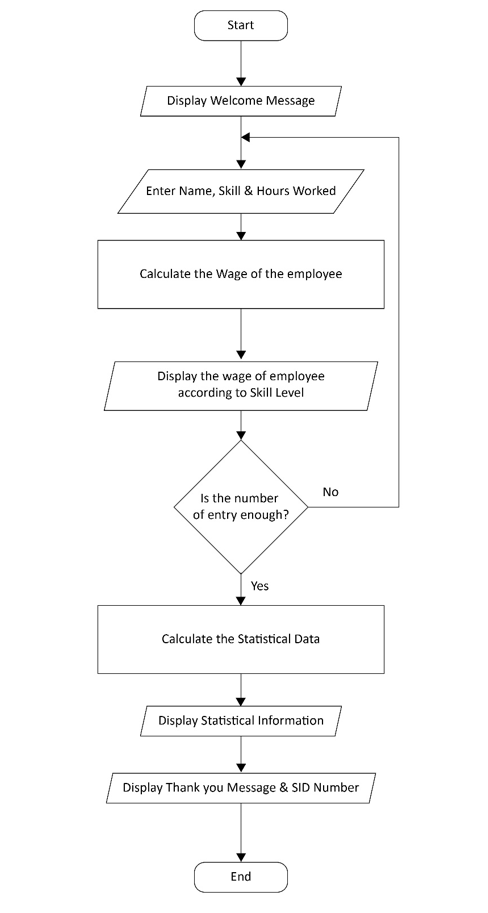 Start
Display Welcome Message
Enter Name, Skill & Hours Worked
Calculate the Wage of the employee
Display the wage of employee
according to Skill Level
Is the number
of entry enough?
No
Yes
Calculate the Statistical Data
Display Statistical Information
Display Thank you Message & SID Number
End